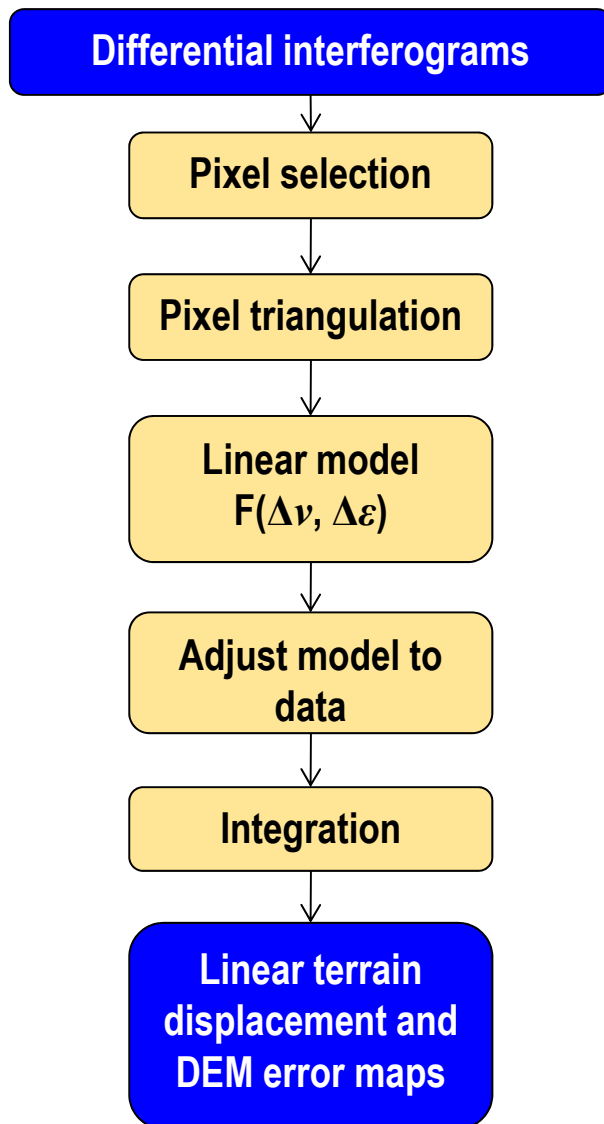 Differential interferograms
Pixel selection
Pixel triangulation
Linear model
F(Δν, Δε)
Adjust model to
data
Integration
Linear terrain
displacement and
DEM error maps